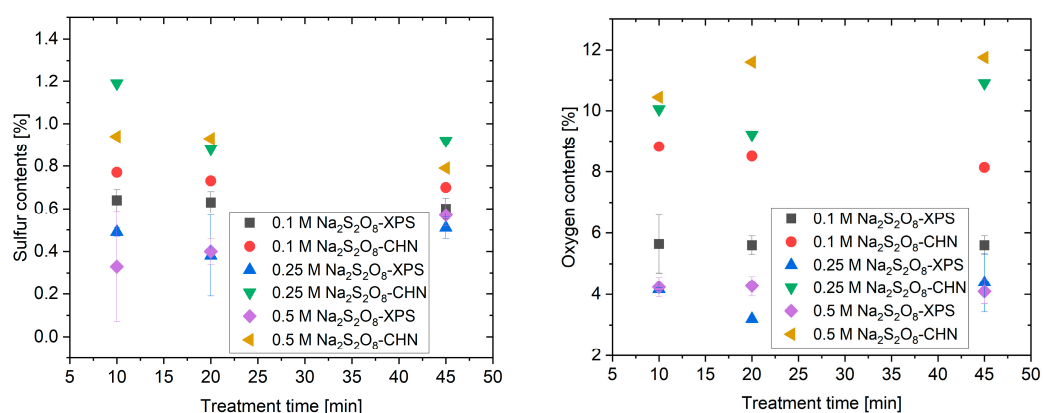 1.4
1.2
1.0
0.8
0.6
0.4
0.2
0.0
Sulfur contents [%]
0.1 M Na₂S₂O₈-XPS
0.1 M Na₂S₂O₈-CHN
0.25 M Na₂S₂O₈-XPS
0.25 M Na₂S₂O₈-CHN
0.5 M Na₂S₂O₈-XPS
0.5 M Na₂S₂O₈-CHN
5 10 15 20 25 30 35 40 45 50
Treatment time [min]
12
10
8
6
4
2
Oxygen contents [%]
0.1 M Na₂S₂O₈-XPS
0.1 M Na₂S₂O₈-CHN
0.25 M Na₂S₂O₈-XPS
0.25 M Na₂S₂O₈-CHN
0.5 M Na₂S₂O₈-XPS
0.5 M Na₂S₂O₈-CHN
5 10 15 20 25 30 35 40 45 50
Treatment time [min]